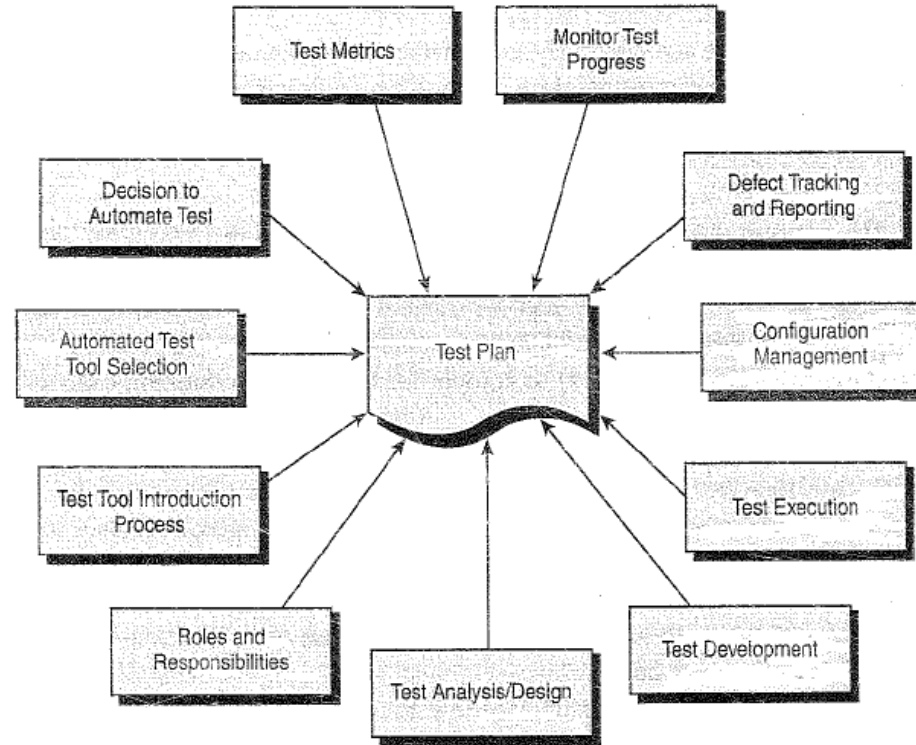 Test Metrics
Monitor Test
Progress
Decision to
Automate Test
Defect Tracking
and Reporting
Automated Test
Tool Selection
Test Plan
Configuration
Management
Test Tool Introduction
Process
Test Execution
Roles and
Responsibilities
Test Analysis/Design
Test Development